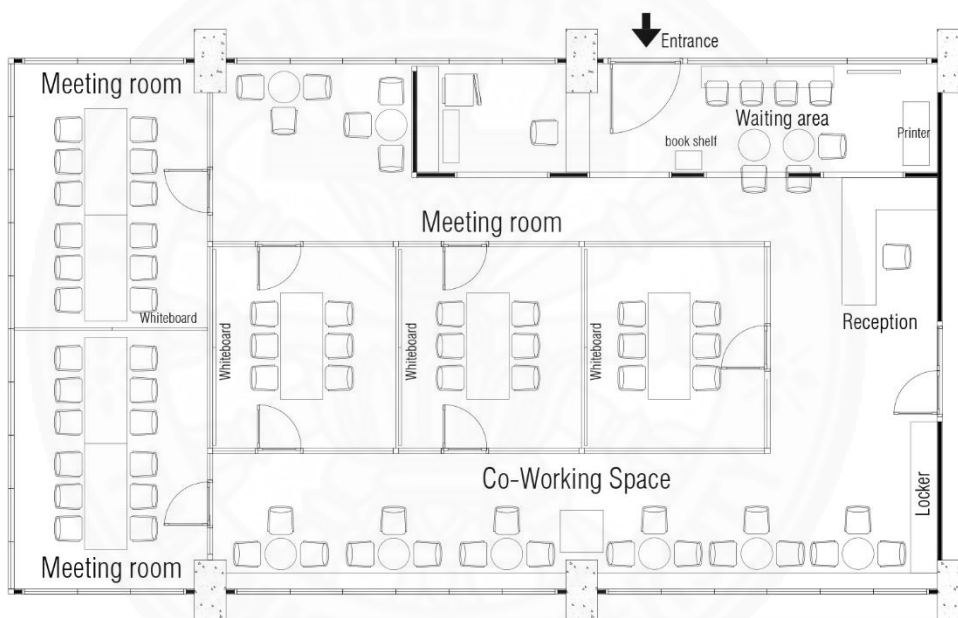 Entrance
Meeting room
Waiting area
Printer
book shelf
Meeting room
Whiteboard
Whiteboard
Whiteboard
Whiteboard
Reception
Co-Working Space
Locker
Meeting room